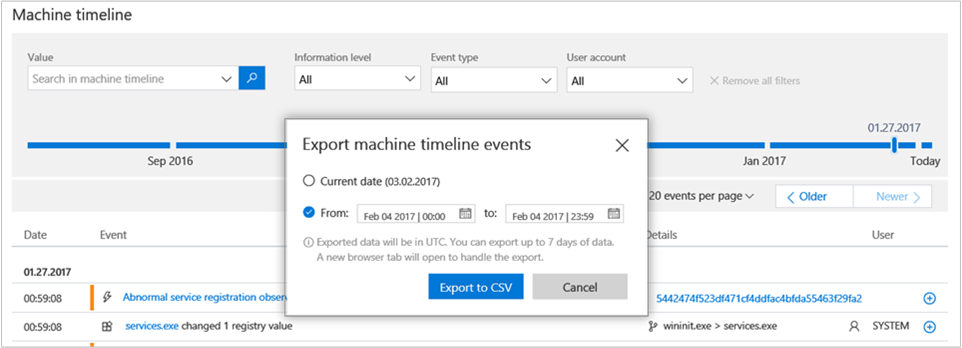 Machine timeline
Value
Information level
Event type
User account
Search in machine timeline
All
All
All
Remove all filters
01.27.2017
Sep 2016
Jan 2017
Today
Export machine timeline events
Current date (03.02.2017)
From: Feb 04 2017 | 00:00 to: Feb 04 2017 | 23:59
Exported data will be in UTC. You can export up to 7 days of data.
A new browser tab will open to handle the export.
Export to CSV
Cancel
20 events per page
Older
Newer
Date
Event
Details
User
01.27.2017
00:59:08
Abnormal service registration obser
5442474f523df471cf4ddfac4bfda55463f29fa2
00:59:08
services.exe changed 1 registry value
wininit.exe > services.exe
SYSTEM